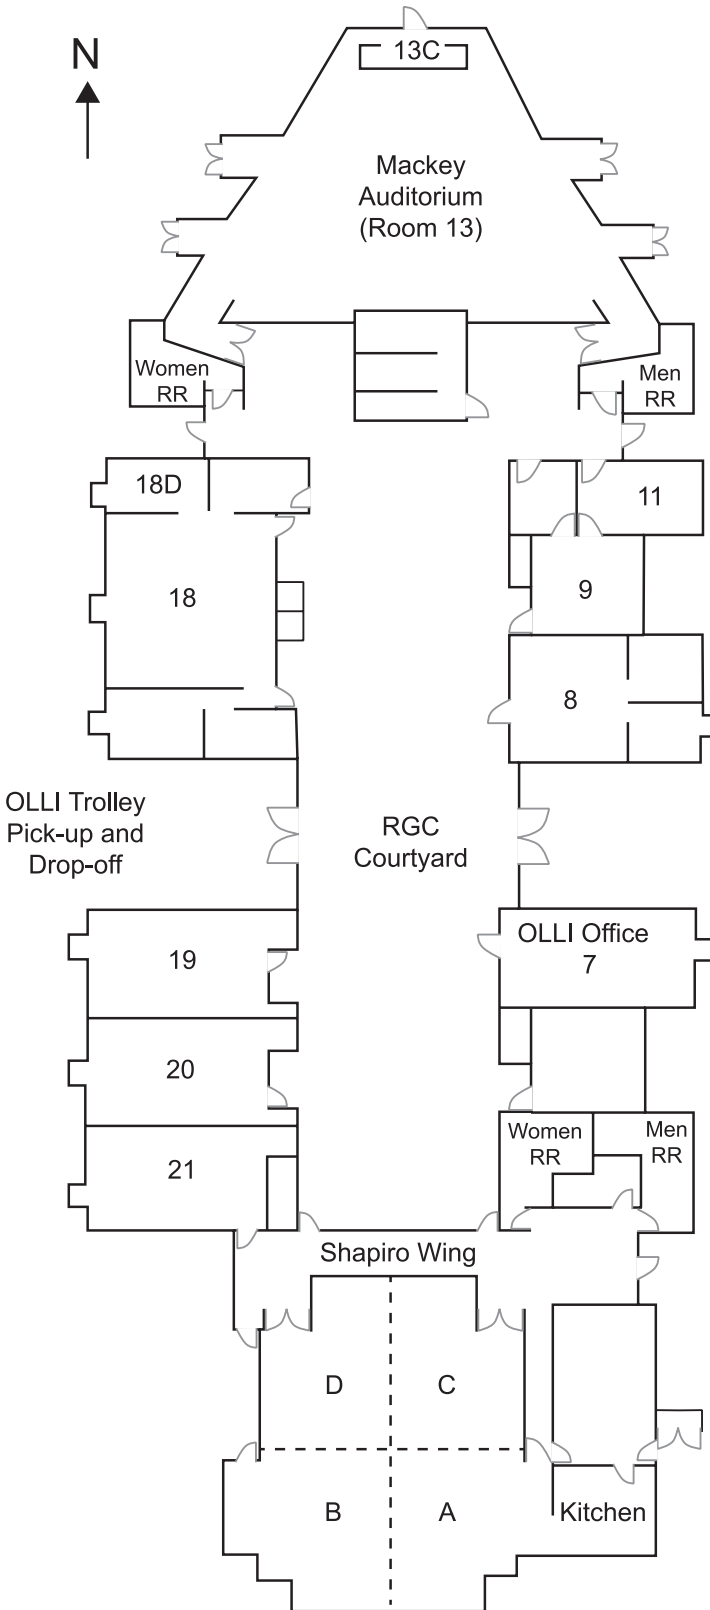 N
13C
Mackey
Auditorium
(Room 13)
Women
RR
Men
RR
18D
11
18
9
8
OLLI Trolley
Pick-up and
Drop-off
RGC
Courtyard
OLLI Office
7
19
20
21
Women
RR
Men
RR
Shapiro Wing
D
C
B
A
Kitchen